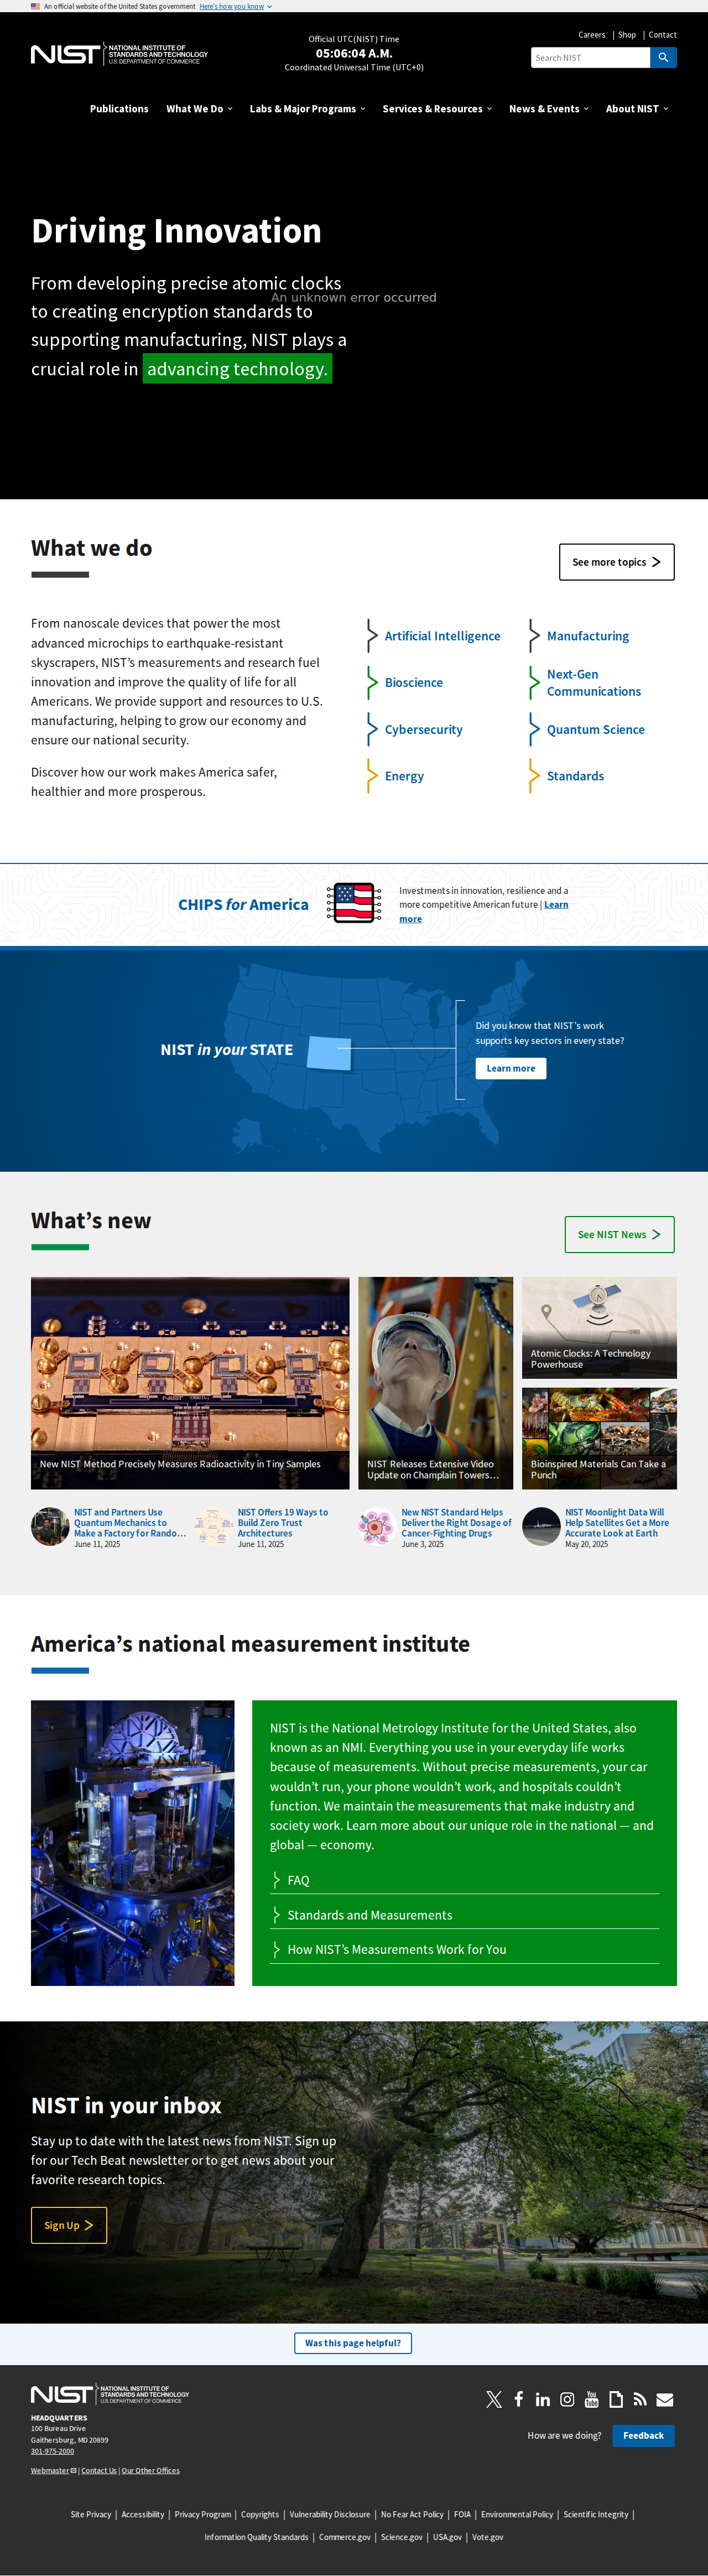 An official website of the United States government Here's how you know
NIST NATIONAL INSTITUTE OF
STANDARDS AND TECHNOLOGY
U.S. DEPARTMENT OF COMMERCE
Official UTC(NIST) Time
05:06:04 A.M.
Coordinated Universal Time (UTC+0)
Careers | Shop | Contact
Search NIST
Publications What We Do Labs & Major Programs Services & Resources News & Events About NIST
Driving Innovation
From developing precise atomic clocks
to creating encryption standards to
supporting manufacturing, NIST plays a
crucial role in advancing technology.
An unknown error occurred
What we do
See more topics
From nanoscale devices that power the most
advanced microchips to earthquake-resistant
skyscrapers, NIST’s measurements and research fuel
innovation and improve the quality of life for all
Americans. We provide support and resources to U.S.
manufacturing, helping to grow our economy and
ensure our national security.
Discover how our work makes America safer,
healthier and more prosperous.
Artificial Intelligence
Bioscience
Cybersecurity
Energy
Manufacturing
Next-Gen
Communications
Quantum Science
Standards
CHIPS for America
Investments in innovation, resilience and a
more competitive American future | Learn
more
NIST in your STATE
Did you know that NIST’s work
supports key sectors in every state?
Learn more
What’s new
See NIST News
NIST
New NIST Method Precisely Measures Radioactivity in Tiny Samples
NIST Releases Extensive Video
Update on Champlain Towers…
Atomic Clocks: A Technology
Powerhouse
Bioinspired Materials Can Take a
Punch
NIST and Partners Use
Quantum Mechanics to
Make a Factory for Rando…
June 11, 2025
NIST Offers 19 Ways to
Build Zero Trust
Architectures
June 11, 2025
New NIST Standard Helps
Deliver the Right Dosage of
Cancer-Fighting Drugs
June 3, 2025
NIST Moonlight Data Will
Help Satellites Get a More
Accurate Look at Earth
May 20, 2025
America’s national measurement institute
NIST is the National Metrology Institute for the United States, also
known as an NMI. Everything you use in your everyday life works
because of measurements. Without precise measurements, your car
wouldn’t run, your phone wouldn’t work, and hospitals couldn’t
function. We maintain the measurements that make industry and
society work. Learn more about our unique role in the national — and
global — economy.
FAQ
Standards and Measurements
How NIST’s Measurements Work for You
NIST in your inbox
Stay up to date with the latest news from NIST. Sign up
for our Tech Beat newsletter or to get news about your
favorite research topics.
Sign Up
Was this page helpful?
NIST NATIONAL INSTITUTE OF
STANDARDS AND TECHNOLOGY
U.S. DEPARTMENT OF COMMERCE
HEADQUARTERS
100 Bureau Drive
Gaithersburg, MD 20899
301-975-2000
Webmaster | Contact Us | Our Other Offices
You Tube
How are we doing? Feedback
Site Privacy | Accessibility | Privacy Program | Copyrights | Vulnerability Disclosure | No Fear Act Policy | FOIA | Environmental Policy | Scientific Integrity |
Information Quality Standards | Commerce.gov | Science.gov | USA.gov | Vote.gov